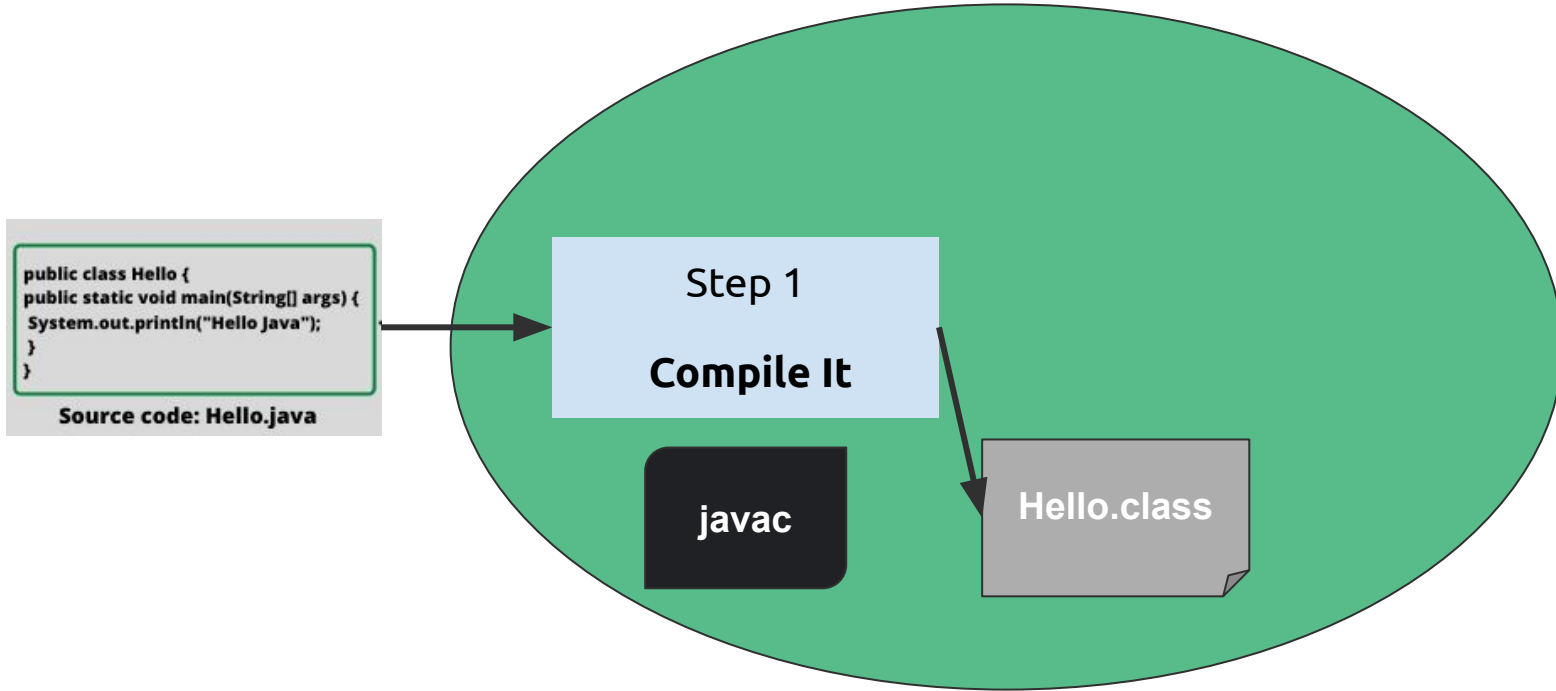 public class Hello {
public static void main(String[] args) {
System.out.println("Hello Java");
}
}
Source code: Hello.java
Step 1
Compile It
javac
Hello.class